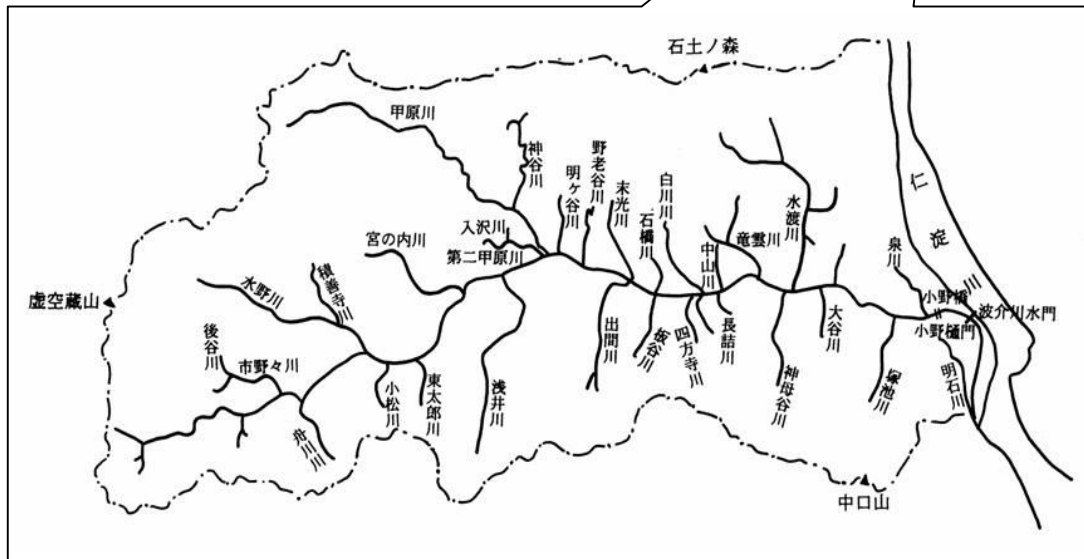 石土ノ森
甲原川
神谷川
明ヶ谷川
野老谷川
末光川
白川川
石橋川
入沢川
第二甲原川
宮の内川
中山川
竜雲川
水渡川
仁淀川
泉川
小野橋
小野樋門
波介川水門
積善寺川
水野川
虚空蔵山
後谷川
市野々川
舟川川
小松川
東太郎川
浅井川
出間川
板谷川
四方寺川
長詰川
神母谷川
大谷川
塚池川
明石川
中口山